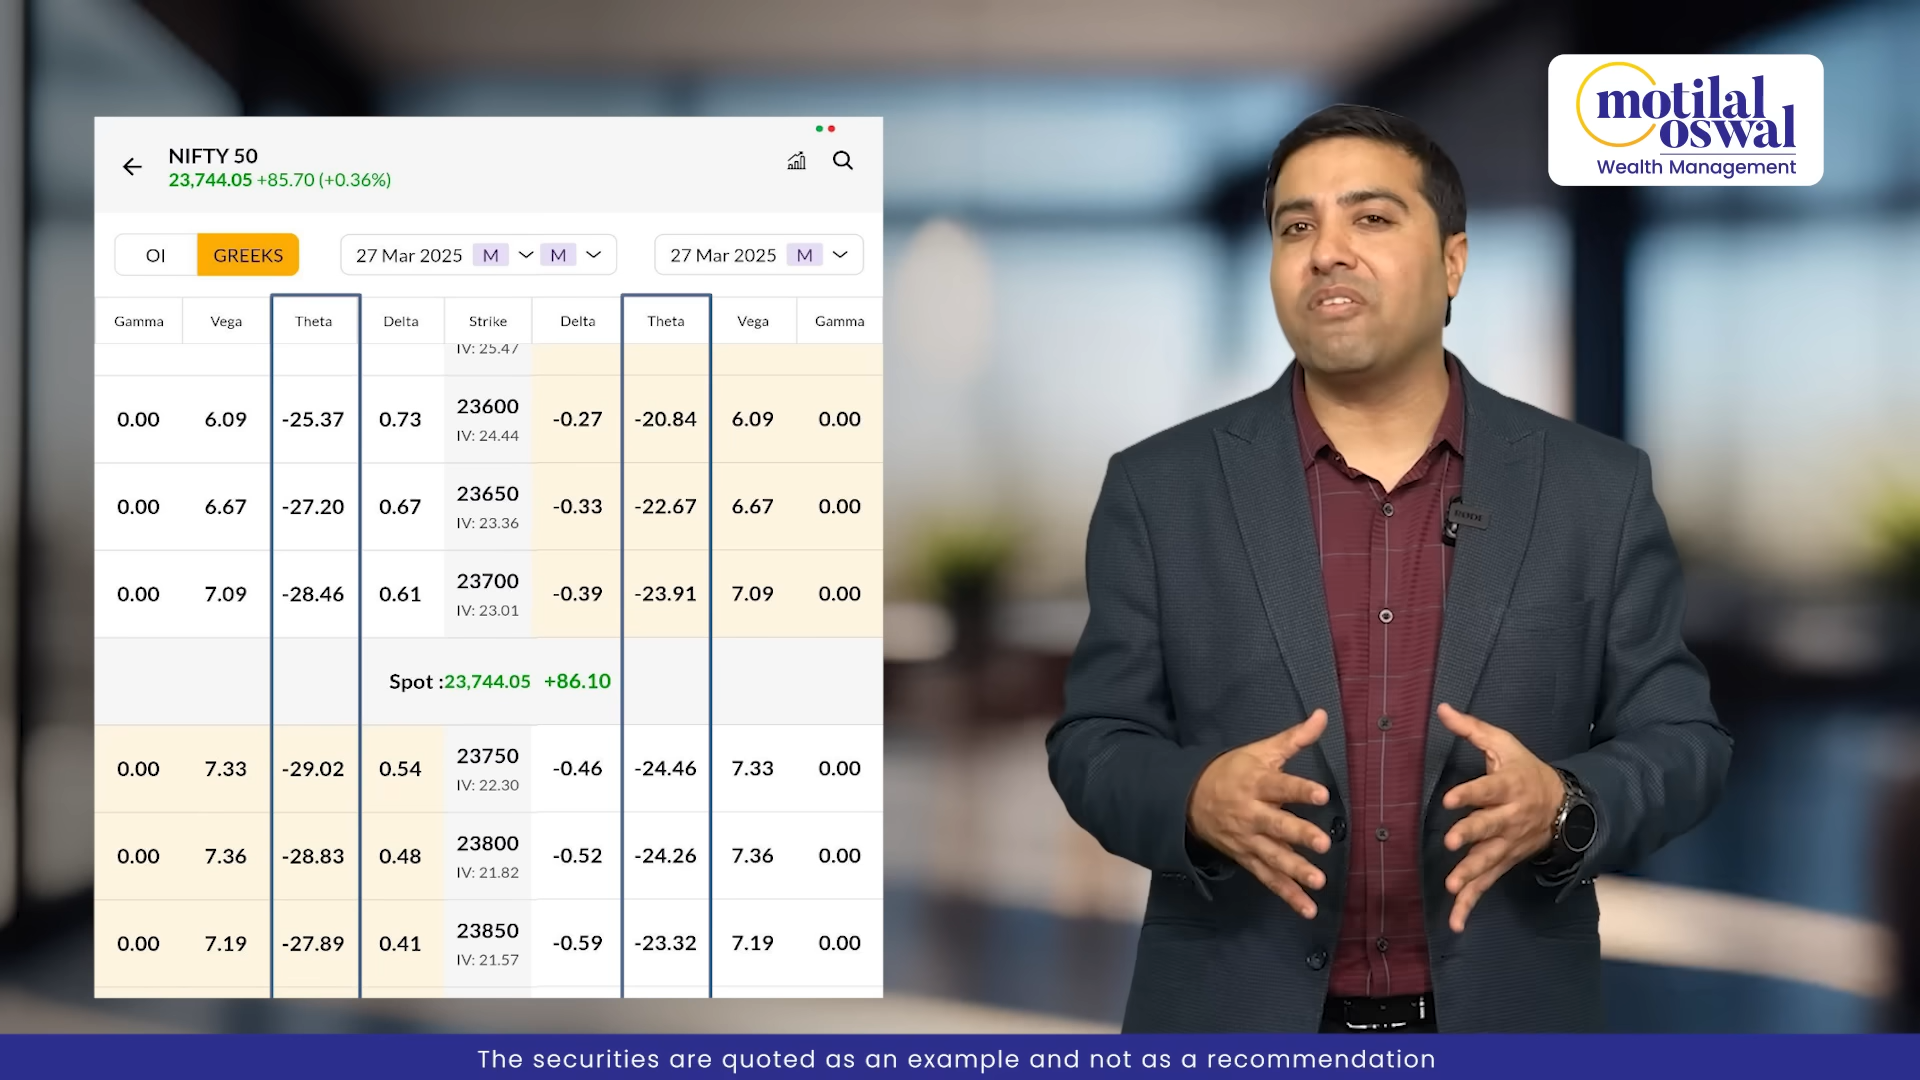 motilal
oswal
Wealth Management
NIFTY 50
23,744.05 +85.70 (+0.36%)
OI GREEKS 27 Mar 2025 M M 27 Mar 2025 M
Gamma Vega Theta Delta Strike Delta Theta Vega Gamma
IV: 25.47
0.00 6.09 -25.37 0.73 23600 -0.27 -20.84 6.09 0.00
IV: 24.44
0.00 6.67 -27.20 0.67 23650 -0.33 -22.67 6.67 0.00
IV: 23.36
0.00 7.09 -28.46 0.61 23700 -0.39 -23.91 7.09 0.00
IV: 23.01
Spot :23,744.05 +86.10
0.00 7.33 -29.02 0.54 23750 -0.46 -24.46 7.33 0.00
IV: 22.30
0.00 7.36 -28.83 0.48 23800 -0.52 -24.26 7.36 0.00
IV: 21.82
0.00 7.19 -27.89 0.41 23850 -0.59 -23.32 7.19 0.00
IV: 21.57
RODE
The securities are quoted as an example and not as a recommendation